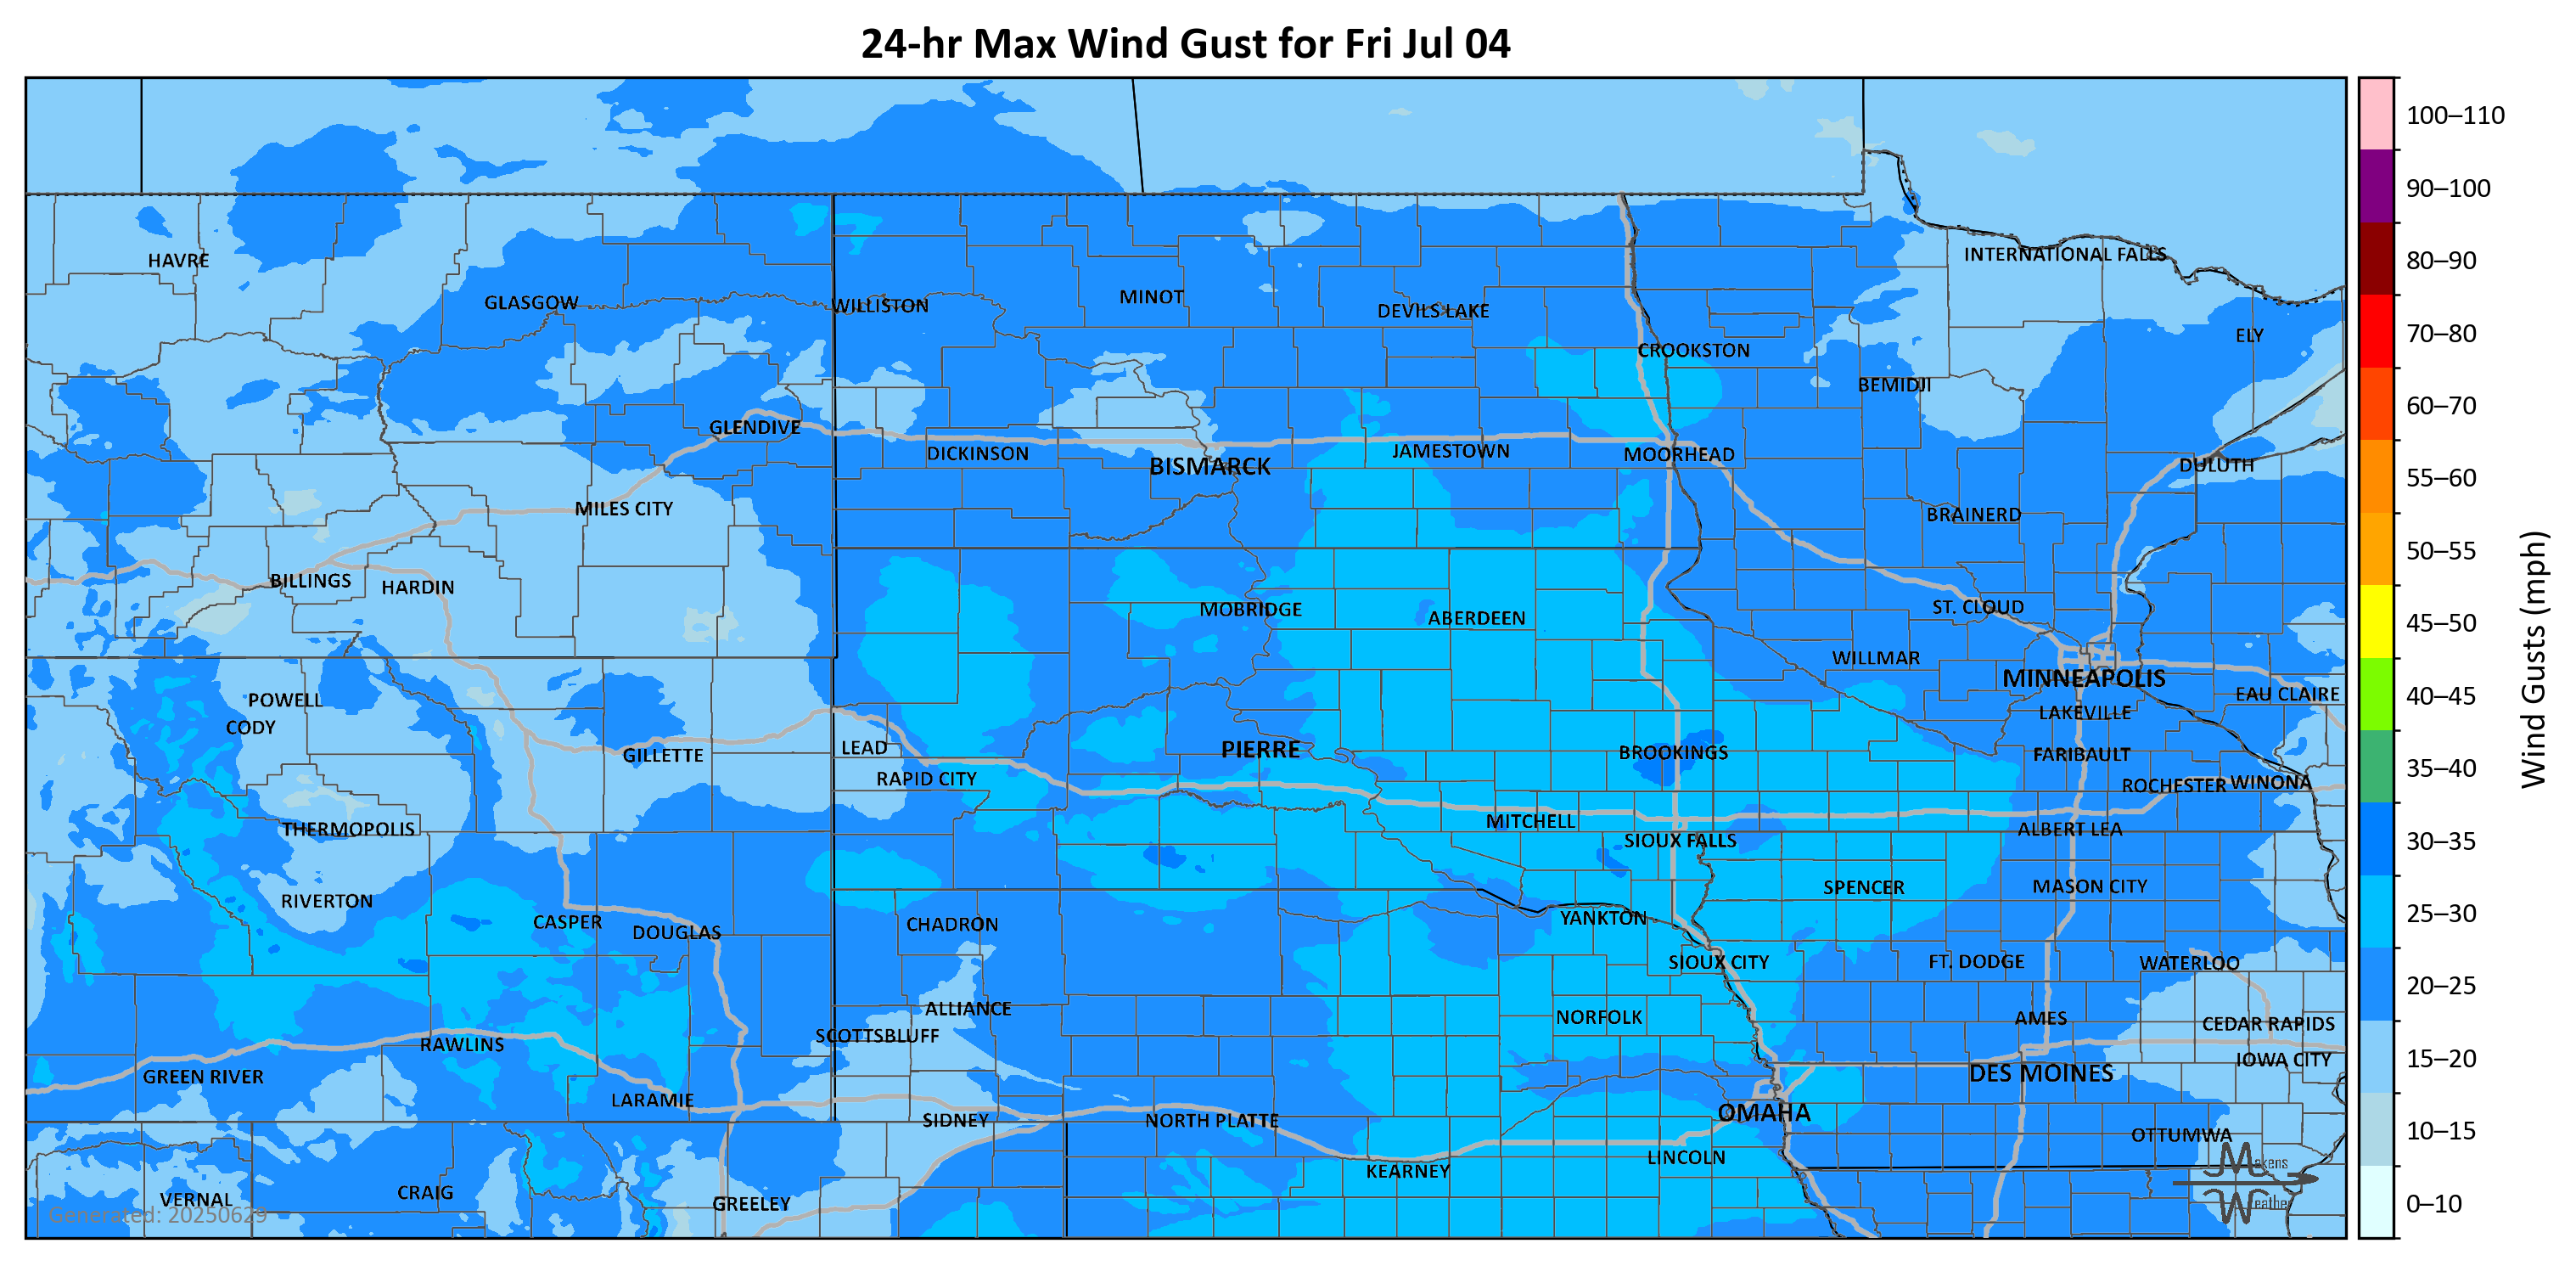 24-hr Max Wind Gust for Fri Jul 04
100–110
90–100
80–90
70–80
60–70
55–60
50–55
45–50
40–45
35–40
30–35
25–30
20–25
15–20
10–15
0–10
Wind Gusts (mph)
HAVRE
INTERNATIONAL FALLS
GLASGOW
WILLISTON
MINOT
DEVILS LAKE
ELY
CROOKSTON
BEMIDJI
GLENDIVE
DICKINSON
BISMARCK
JAMESTOWN
MOORHEAD
DULUTH
MILES CITY
BRAINERD
BILLINGS
HARDIN
MOBRIDGE
ABERDEEN
ST. CLOUD
WILLMAR
MINNEAPOLIS
POWELL
EAU CLAIRE
CODY
LAKEVILLE
GILLETTE
LEAD
PIERRE
BROOKINGS
FARIBAULT
RAPID CITY
ROCHESTER
WINONA
THERMOPOLIS
MITCHELL
SIOUX FALLS
ALBERT LEA
RIVERTON
SPENCER
MASON CITY
CASPER
DOUGLAS
CHADRON
YANKTON
SIOUX CITY
FT. DODGE
WATERLOO
ALLIANCE
NORFOLK
AMES
CEDAR RAPIDS
SCOTTSBLUFF
RAWLINS
IOWA CITY
GREEN RIVER
DES MOINES
LARAMIE
SIDNEY
NORTH PLATTE
OMAHA
OTTUMWA
KEARNEY
LINCOLN
VERNAL
CRAIG
GREELEY
Generated: 20250629
Makens
Weather